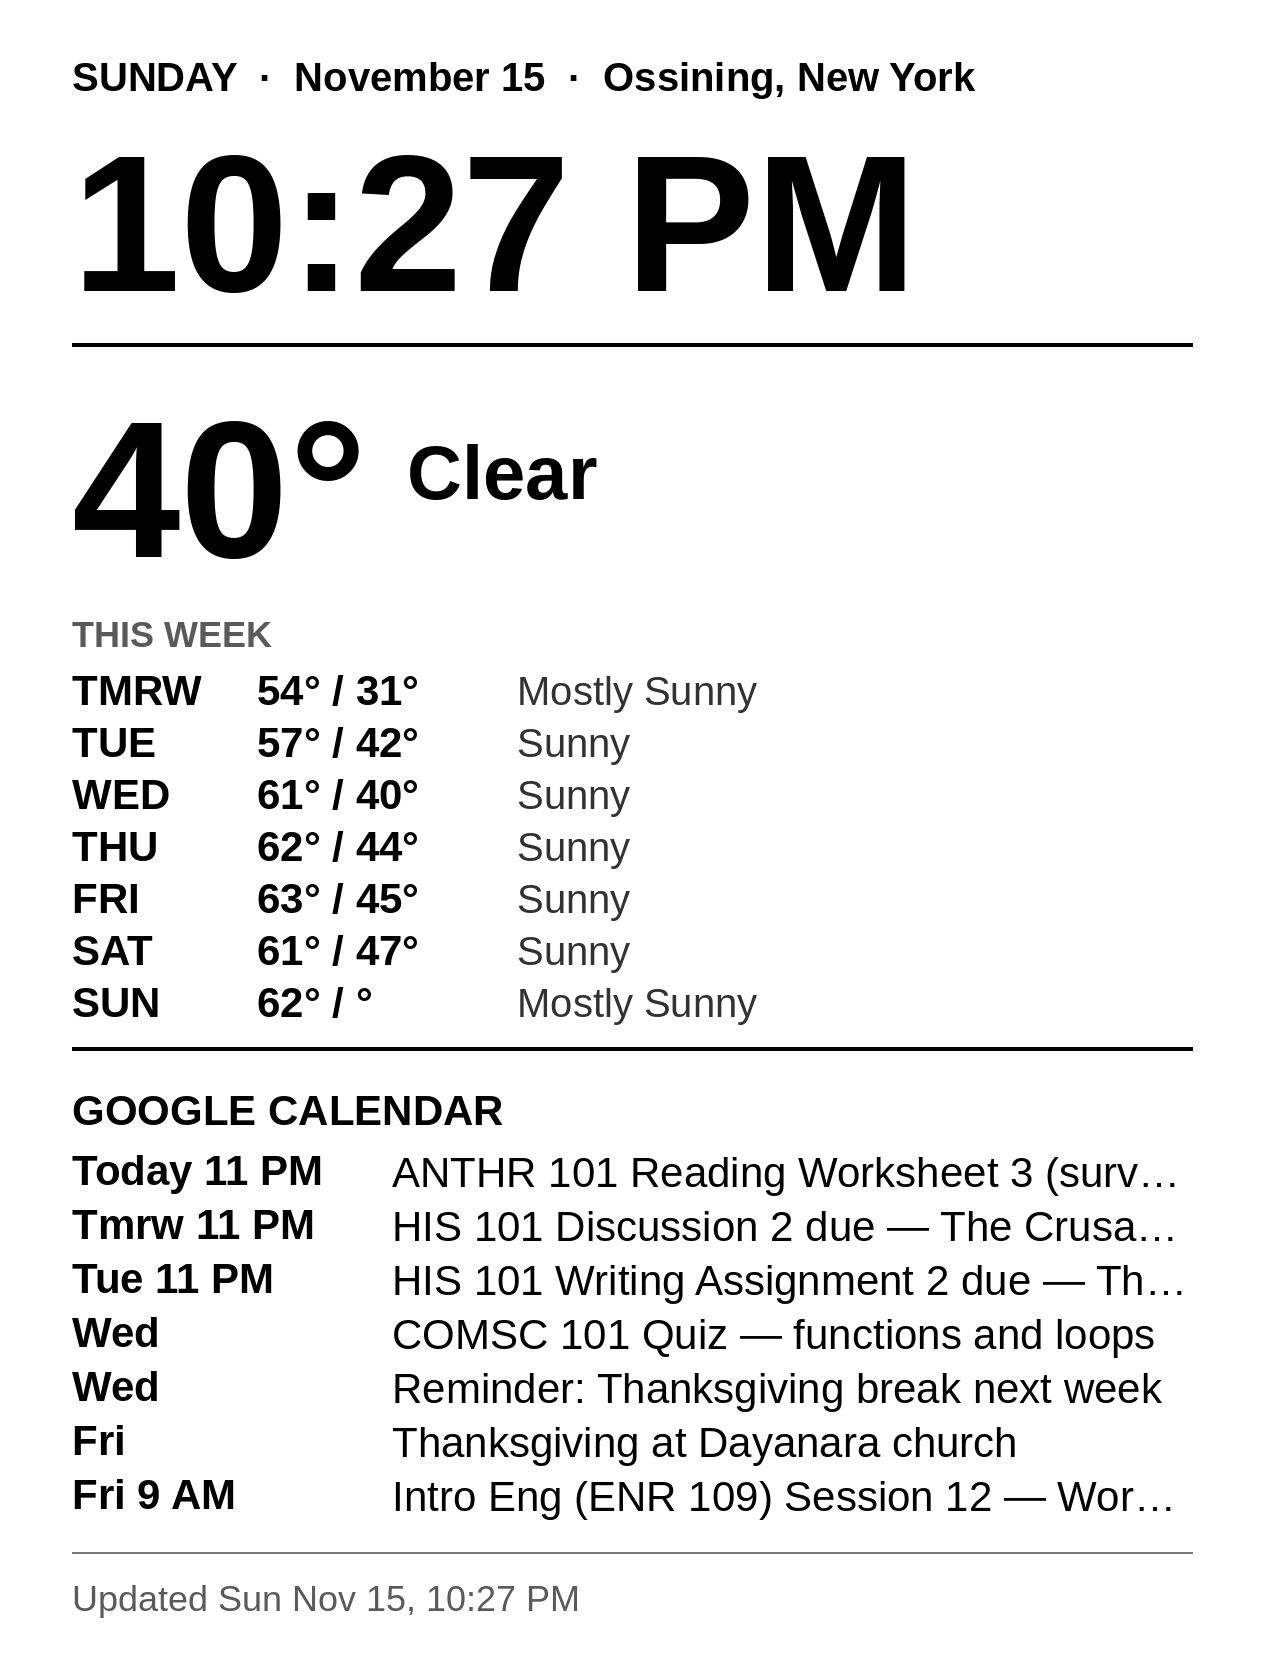 SUNDAY · November 15 · Ossining, New York
10:27 PM
40° Clear
THIS WEEK
TMRW 54° / 31° Mostly Sunny
TUE 57° / 42° Sunny
WED 61° / 40° Sunny
THU 62° / 44° Sunny
FRI 63° / 45° Sunny
SAT 61° / 47° Sunny
SUN 62° / ° Mostly Sunny
GOOGLE CALENDAR
Today 11 PM ANTHR 101 Reading Worksheet 3 (surv…
Tmrw 11 PM HIS 101 Discussion 2 due — The Crusa…
Tue 11 PM HIS 101 Writing Assignment 2 due — Th…
Wed COMSC 101 Quiz — functions and loops
Wed Reminder: Thanksgiving break next week
Fri Thanksgiving at Dayanara church
Fri 9 AM Intro Eng (ENR 109) Session 12 — Wor…
Updated Sun Nov 15, 10:27 PM